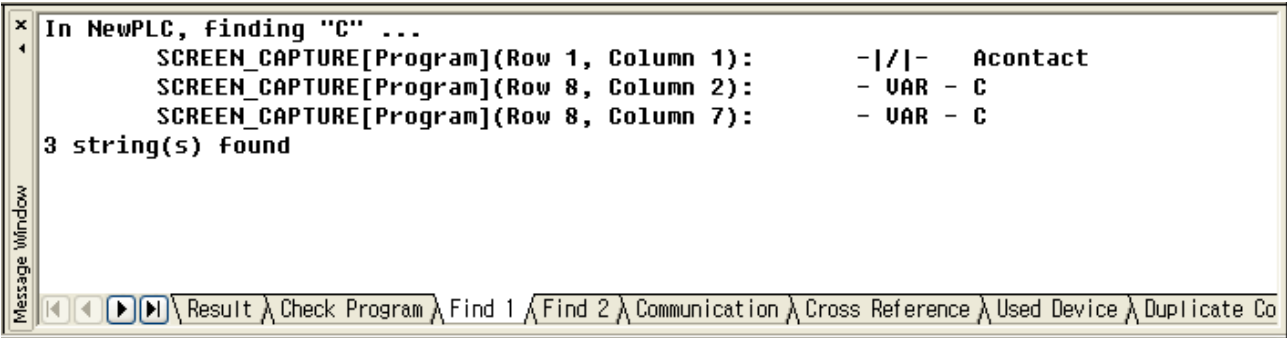 In NewPLC, finding "C" ...
SCREEN_CAPTURE[Program](Row 1, Column 1): -|/|- Acontact
SCREEN_CAPTURE[Program](Row 8, Column 2): - VAR - C
SCREEN_CAPTURE[Program](Row 8, Column 7): - VAR - C
3 string(s) found
Message Window
Result Check Program Find 1 Find 2 Communication Cross Reference Used Device Duplicate Co